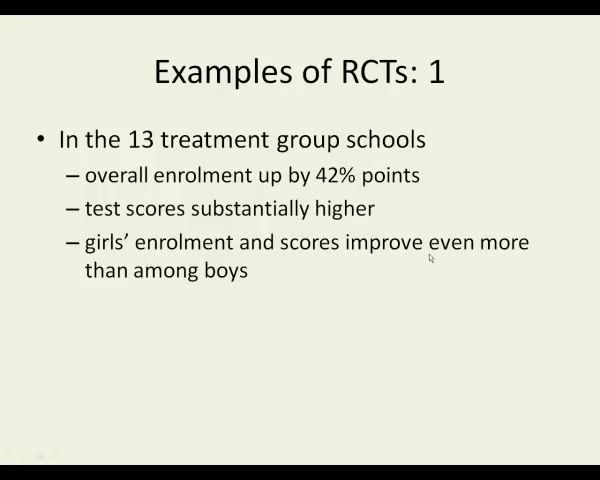 Examples of RCTs: 1
• In the 13 treatment group schools
– overall enrolment up by 42% points
– test scores substantially higher
– girls’ enrolment and scores improve even more
than among boys